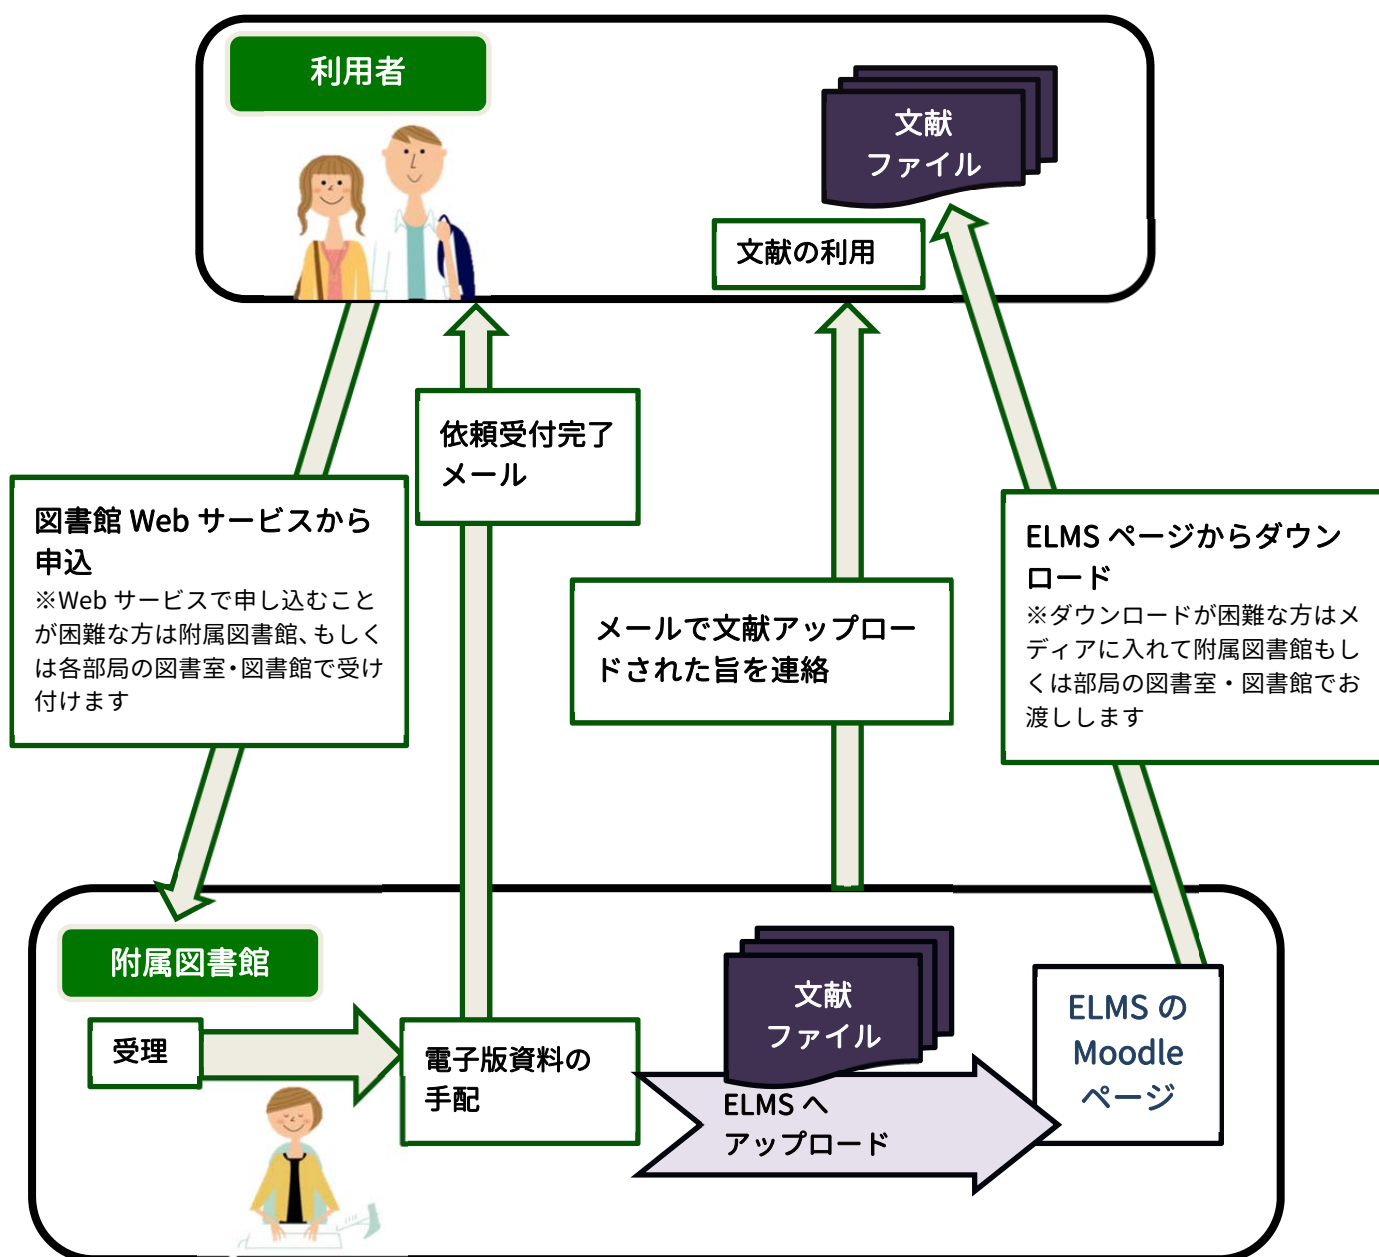 利用者
文献
ファイル
文献の利用
依頼受付完了
メール
図書館 Web サービスから
申込
※Web サービスで申し込むこと
が困難な方は附属図書館、もしく
は各部局の図書室・図書館で受け
付けます
メールで文献アップロー
ドされた旨を連絡
ELMS ページからダウン
ロード
※ダウンロードが困難な方はメ
ディアに入れて附属図書館もし
くは部局の図書室・図書館でお
渡しします
附属図書館
受理
電子版資料の
手配
文献
ファイル
ELMS へ
アップロード
ELMS の
Moodle
ページ